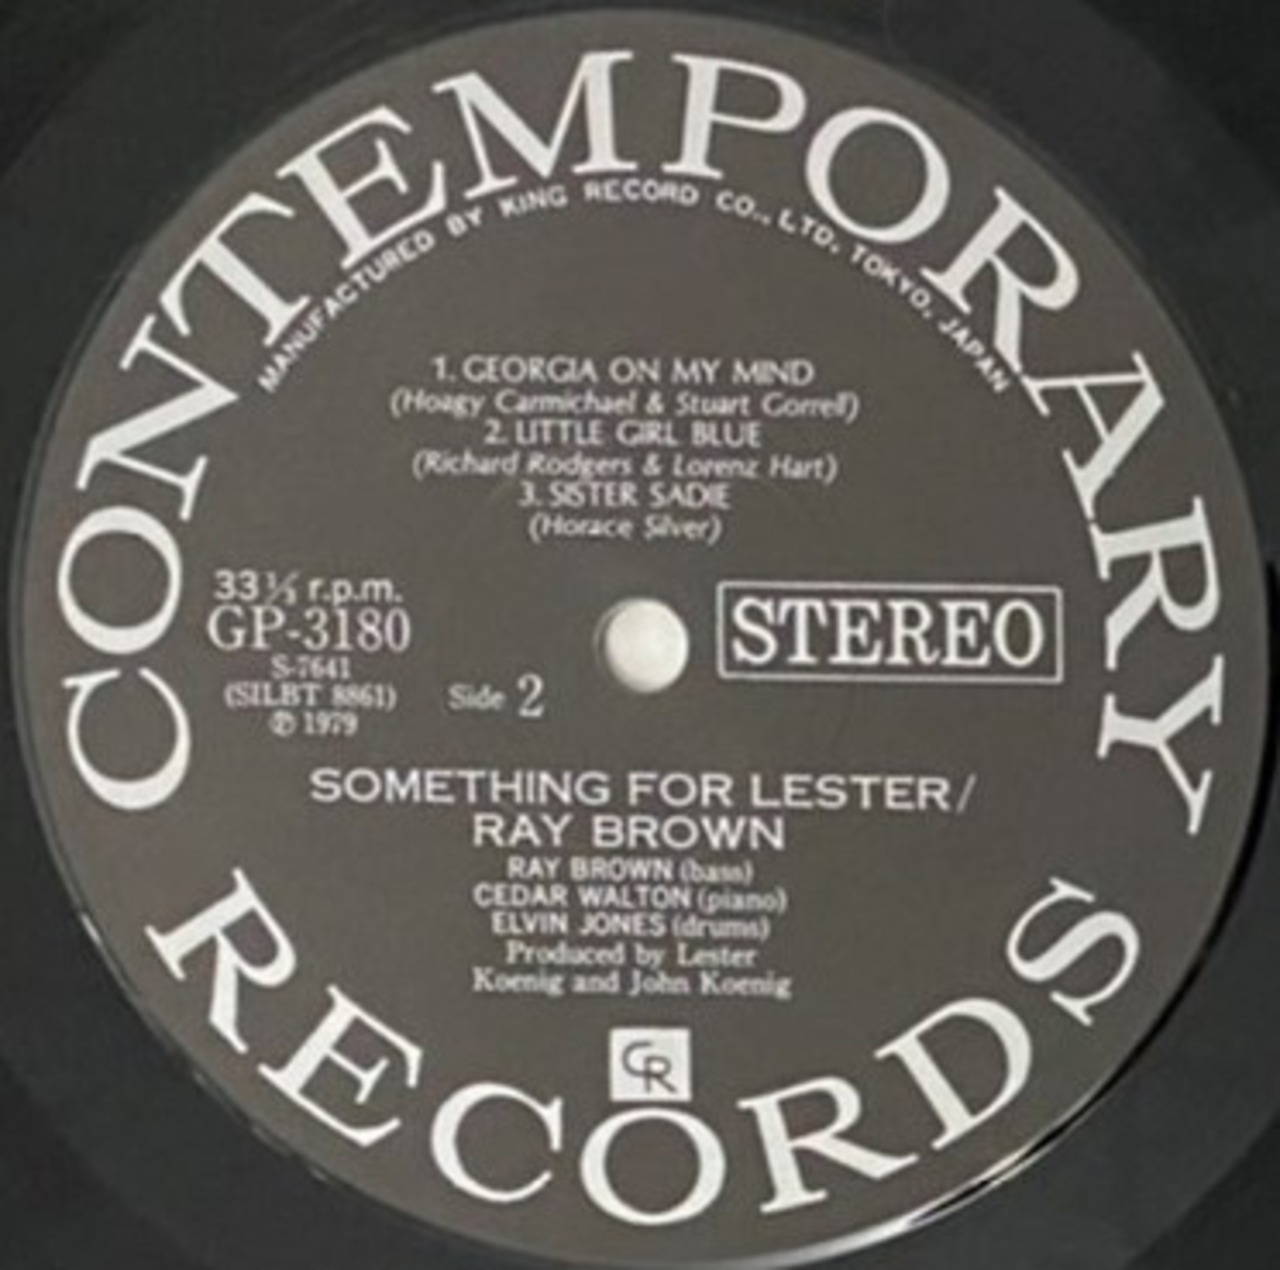 CONTEMPORARY
MANUFACTURED BY KING RECORD CO., LTD. TOKYO, JAPAN
1. GEORGIA ON MY MIND
(Hoagy Carmichael & Stuart Gorrell)
2. LITTLE GIRL BLUE
(Richard Rodgers & Lorenz Hart)
3. SISTER SADIE
(Horace Silver)
33 1/3 r.p.m.
GP-3180
S-7641
(SILBT 8861)
℗ 1979
Side 2
STEREO
SOMETHING FOR LESTER/
RAY BROWN
RAY BROWN (bass)
CEDAR WALTON (piano)
ELVIN JONES (drums)
Produced by Lester
Koenig and John Koenig
CR
RECORDS